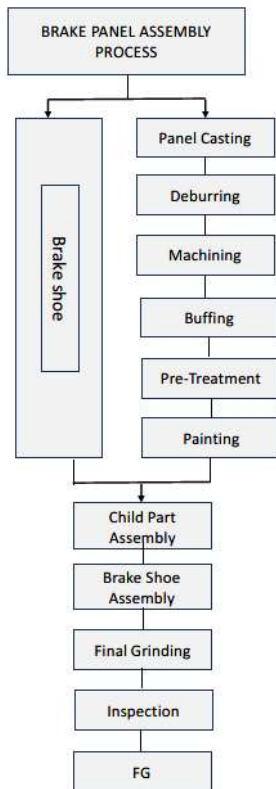 BRAKE PANEL ASSEMBLY
PROCESS
Brake shoe
Panel Casting
Deburring
Machining
Buffing
Pre-Treatment
Painting
Child Part
Assembly
Brake Shoe
Assembly
Final Grinding
Inspection
FG